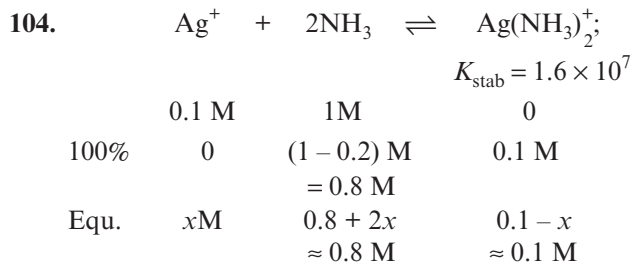 104. Ag⁺ + 2NH₃ ⇌ Ag(NH₃)₂⁺;
K_stab = 1.6 × 10⁷
0.1 M 1M 0
100% 0 (1 – 0.2) M 0.1 M
= 0.8 M
Equ. xM 0.8 + 2x 0.1 – x
≈ 0.8 M ≈ 0.1 M